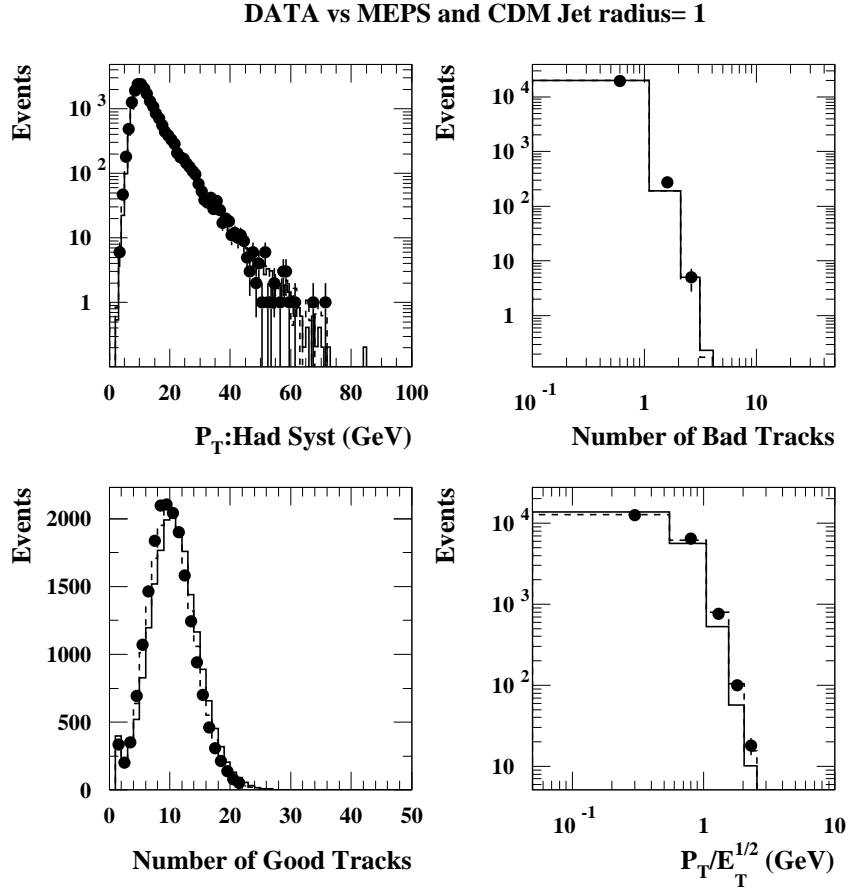 DATA vs MEPS and CDM Jet radius= 1
Events
10^3
10^2
10
1
0 20 40 60 80 100
P_T:Had Syst (GeV)
Events
10^4
10^3
10^2
10
1
10^-1 1 10
Number of Bad Tracks
Events
2000
1500
1000
500
0
0 10 20 30 40 50
Number of Good Tracks
Events
10^4
10^3
10^2
10
10^-1 1 10
P_T/E_T^1/2 (GeV)